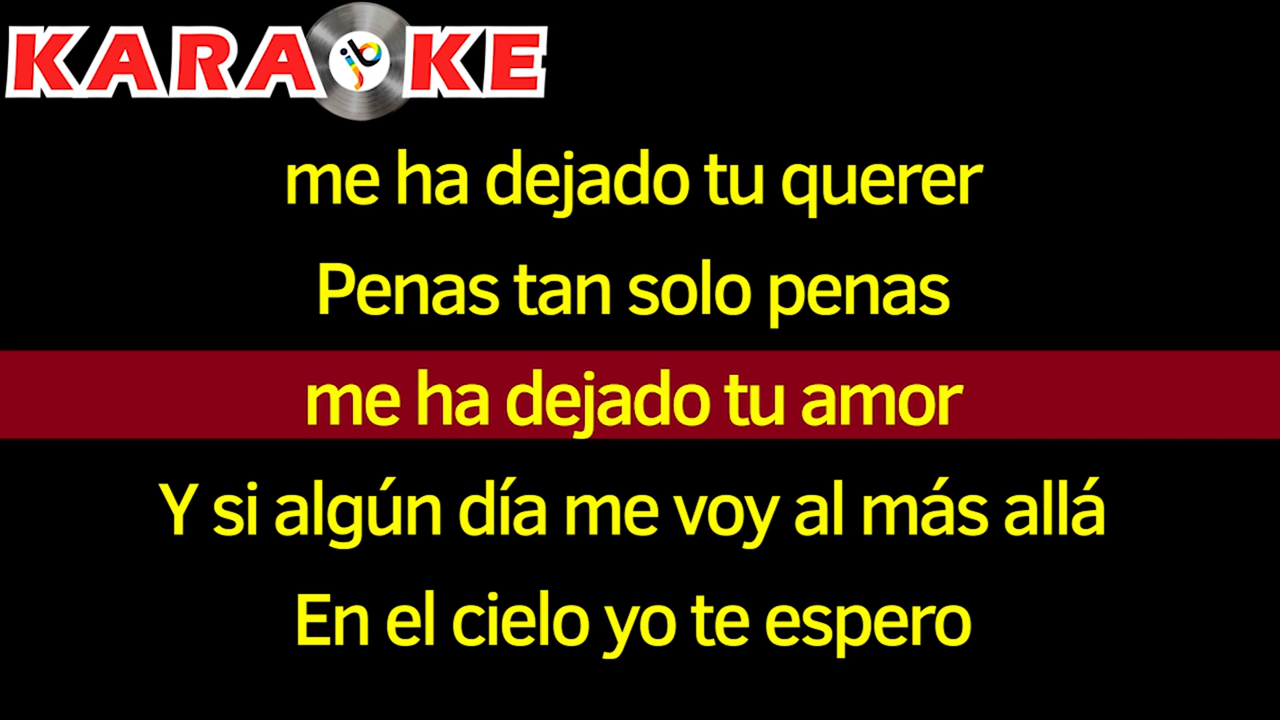 KARAOKE
jb
me ha dejado tu querer
Penas tan solo penas
me ha dejado tu amor
Y si algún día me voy al más allá
En el cielo yo te espero